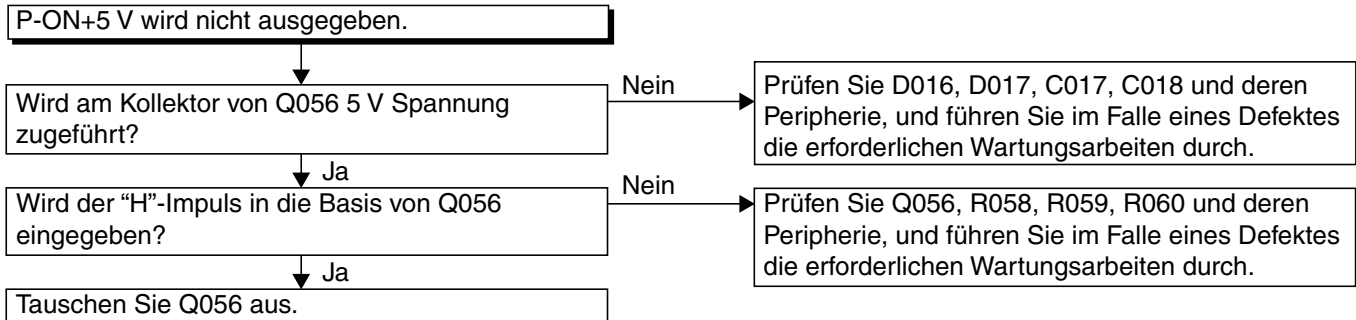 P-ON+5 V wird nicht ausgegeben.
Wird am Kollektor von Q056 5 V Spannung
zugeführt?
Nein
Prüfen Sie D016, D017, C017, C018 und deren
Peripherie, und führen Sie im Falle eines Defektes
die erforderlichen Wartungsarbeiten durch.
Ja
Wird der “H”-Impuls in die Basis von Q056
eingegeben?
Nein
Prüfen Sie Q056, R058, R059, R060 und deren
Peripherie, und führen Sie im Falle eines Defektes
die erforderlichen Wartungsarbeiten durch.
Ja
Tauschen Sie Q056 aus.